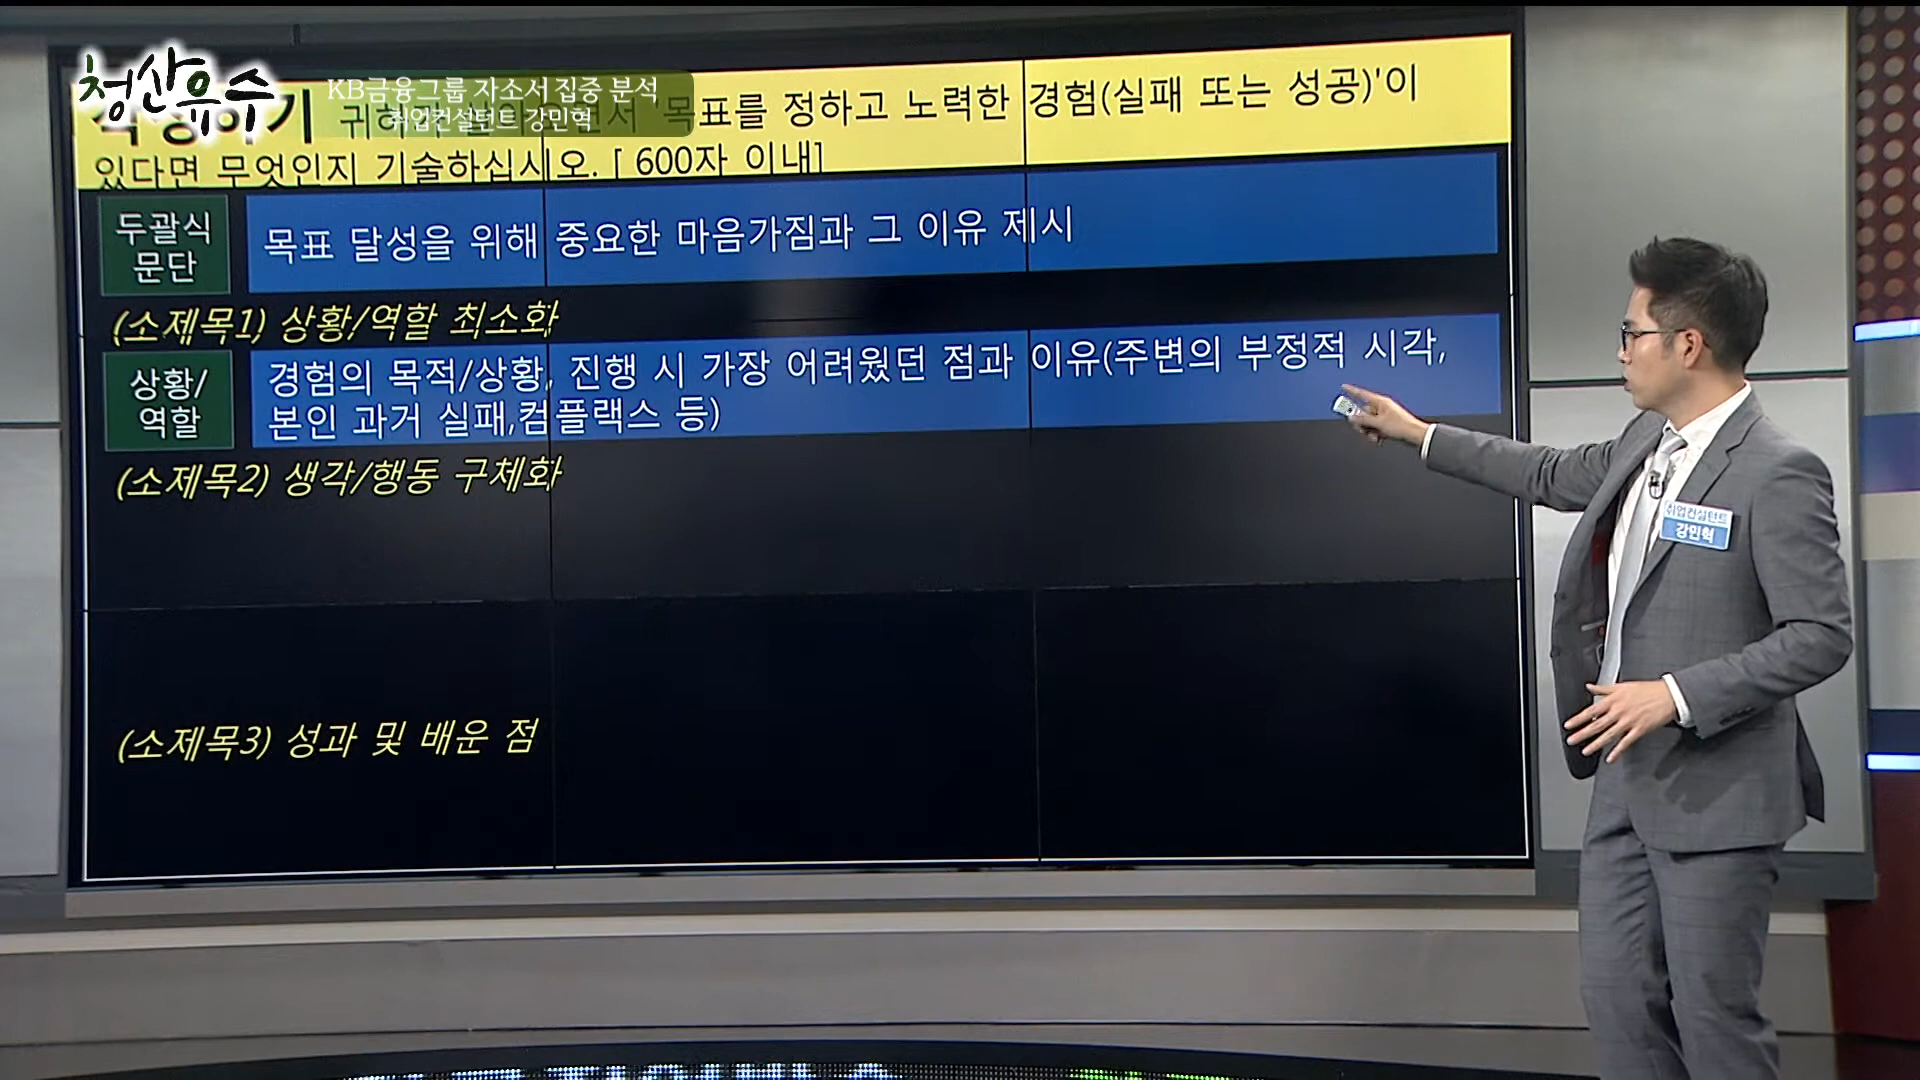 청산유수
KB금융그룹 자소서 집중 분석
취업컨설턴트 강민혁
목표를 정하고 노력한 경험(실패 또는 성공)'이
있다면 무엇인지 기술하십시오. [ 600자 이내]
두괄식
문단
목표 달성을 위해 중요한 마음가짐과 그 이유 제시
(소제목1) 상황/역할 최소화
상황/
역할
경험의 목적/상황, 진행 시 가장 어려웠던 점과 이유(주변의 부정적 시각,
본인 과거 실패,컴플랙스 등)
(소제목2) 생각/행동 구체화
(소제목3) 성과 및 배운 점
취업컨설턴트
강민혁